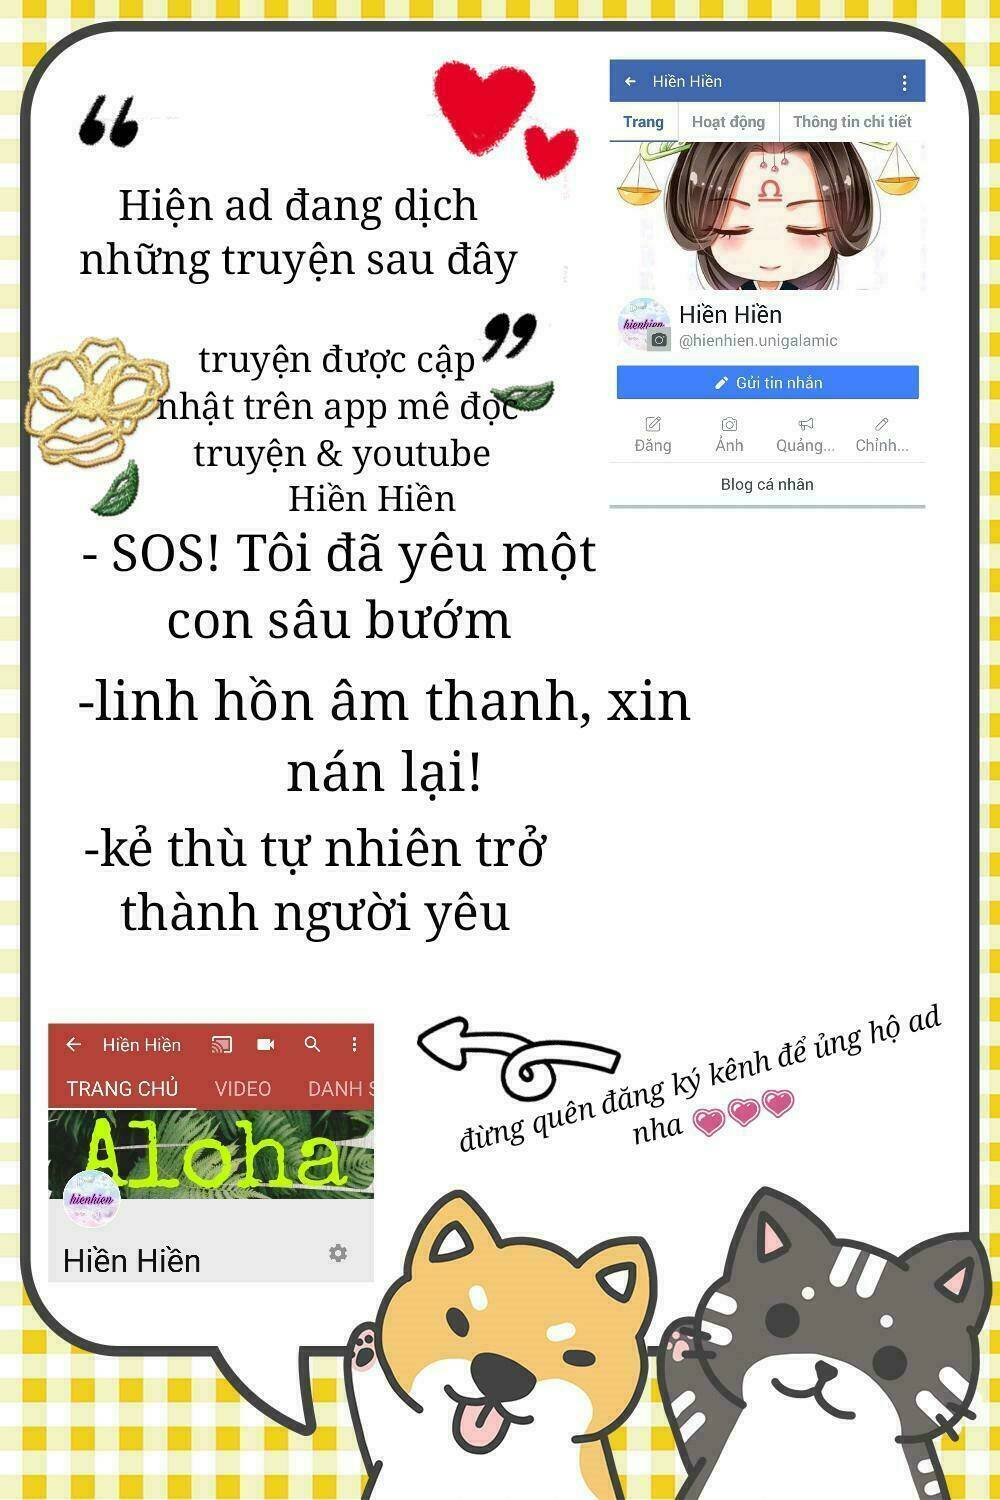 Hiện ad đang dịch
những truyện sau đây
truyện được cập
nhật trên app mê đọc
truyện & youtube
Hiền Hiền
- SOS! Tôi đã yêu một
con sâu bướm
-linh hồn âm thanh, xin
nán lại!
-kẻ thù tự nhiên trở
thành người yêu
Hiền Hiền
Trang Hoạt động Thông tin chi tiết
hienhien
Hiền Hiền
@hienhien.unigalamic
Gửi tin nhắn
Đăng Ảnh Quảng... Chỉnh...
Blog cá nhân
đừng quên đăng ký kênh để ủng hộ ad
nha 💗💗💗
Hiền Hiền
TRANG CHỦ VIDEO DANH S
Aloha
hienhien
Hiền Hiền